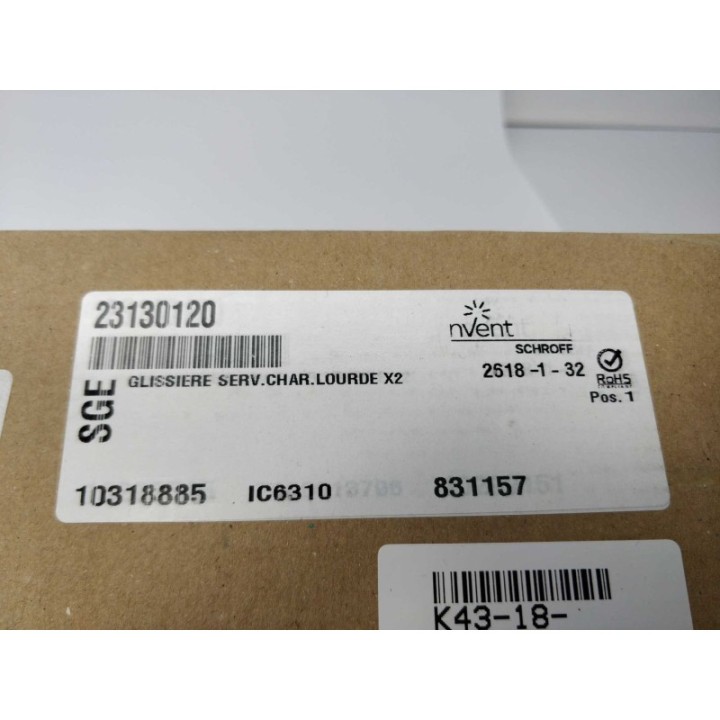 23130120
nVent
SCHROFF
SGE
GLISSIERE SERV.CHAR.LOURDE X2
2618-1-32
RoHS
Pos.1
10318885 IC6310 831157
K43-18-